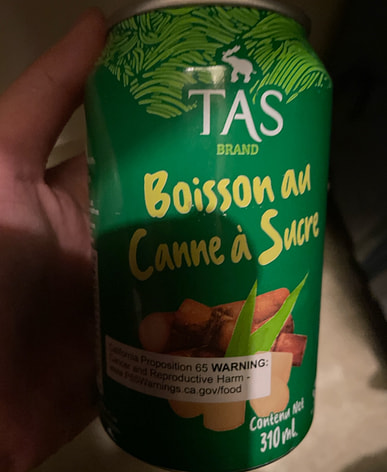 TAS
BRAND
Boisson au
Canne à Sucre
California Proposition 65 WARNING:
Cancer and Reproductive Harm -
www.P65Warnings.ca.gov/food
Contenu Net
310 mL